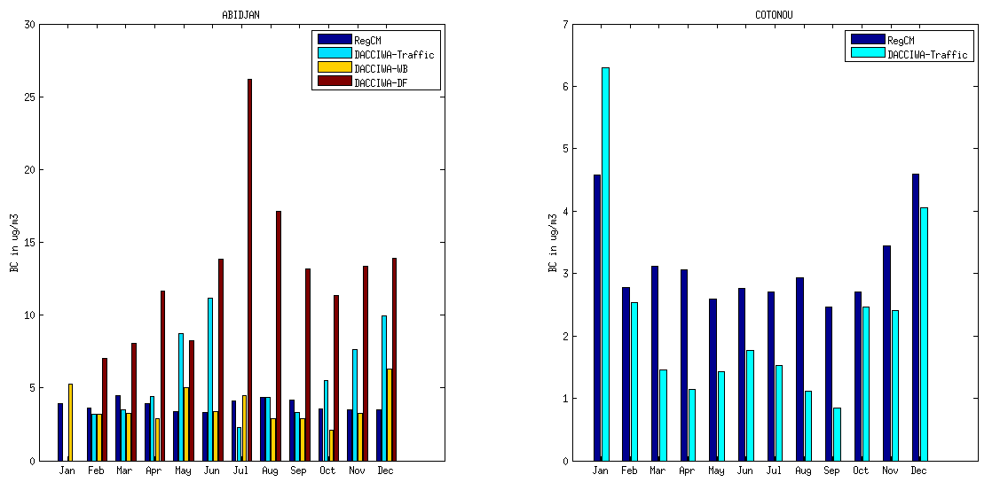 ABIDJAN
30
25
20
15
10
5
0
BC in ug/m3
RegCM
DACCIWA-Traffic
DACCIWA-WB
DACCIWA-DF
Jan Feb Mar Apr May Jun Jul Aug Sep Oct Nov Dec
COTONOU
7
6
5
4
3
2
1
0
BC in ug/m3
RegCM
DACCIWA-Traffic
Jan Feb Mar Apr May Jun Jul Aug Sep Oct Nov Dec